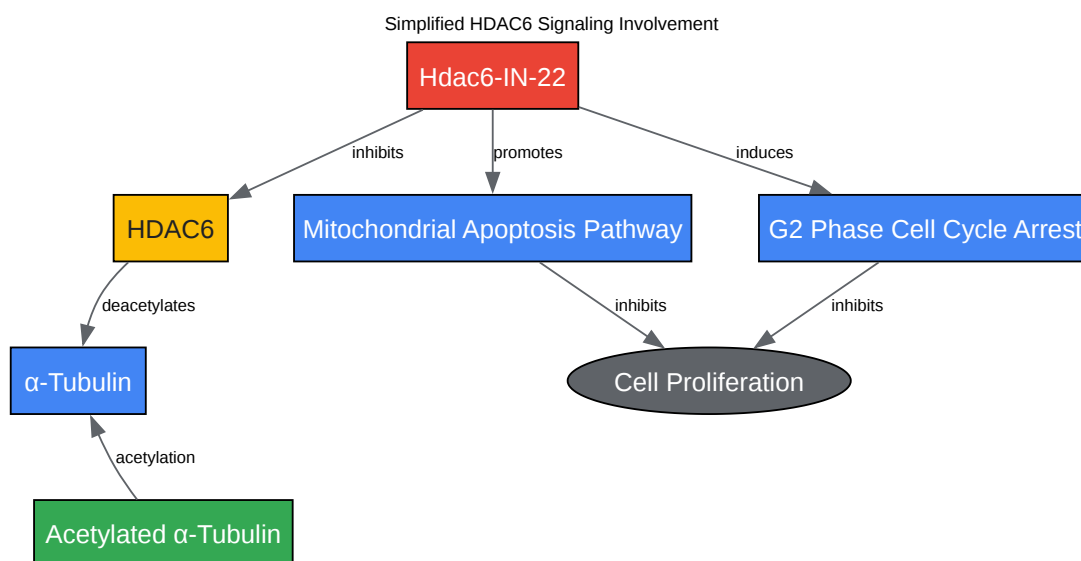 Simplified HDAC6 Signaling Involvement
Hdac6-IN-22
inhibits
promotes
induces
HDAC6
Mitochondrial Apoptosis Pathway
G2 Phase Cell Cycle Arrest
deacetylates
inhibits
inhibits
α-Tubulin
Cell Proliferation
acetylation
Acetylated α-Tubulin